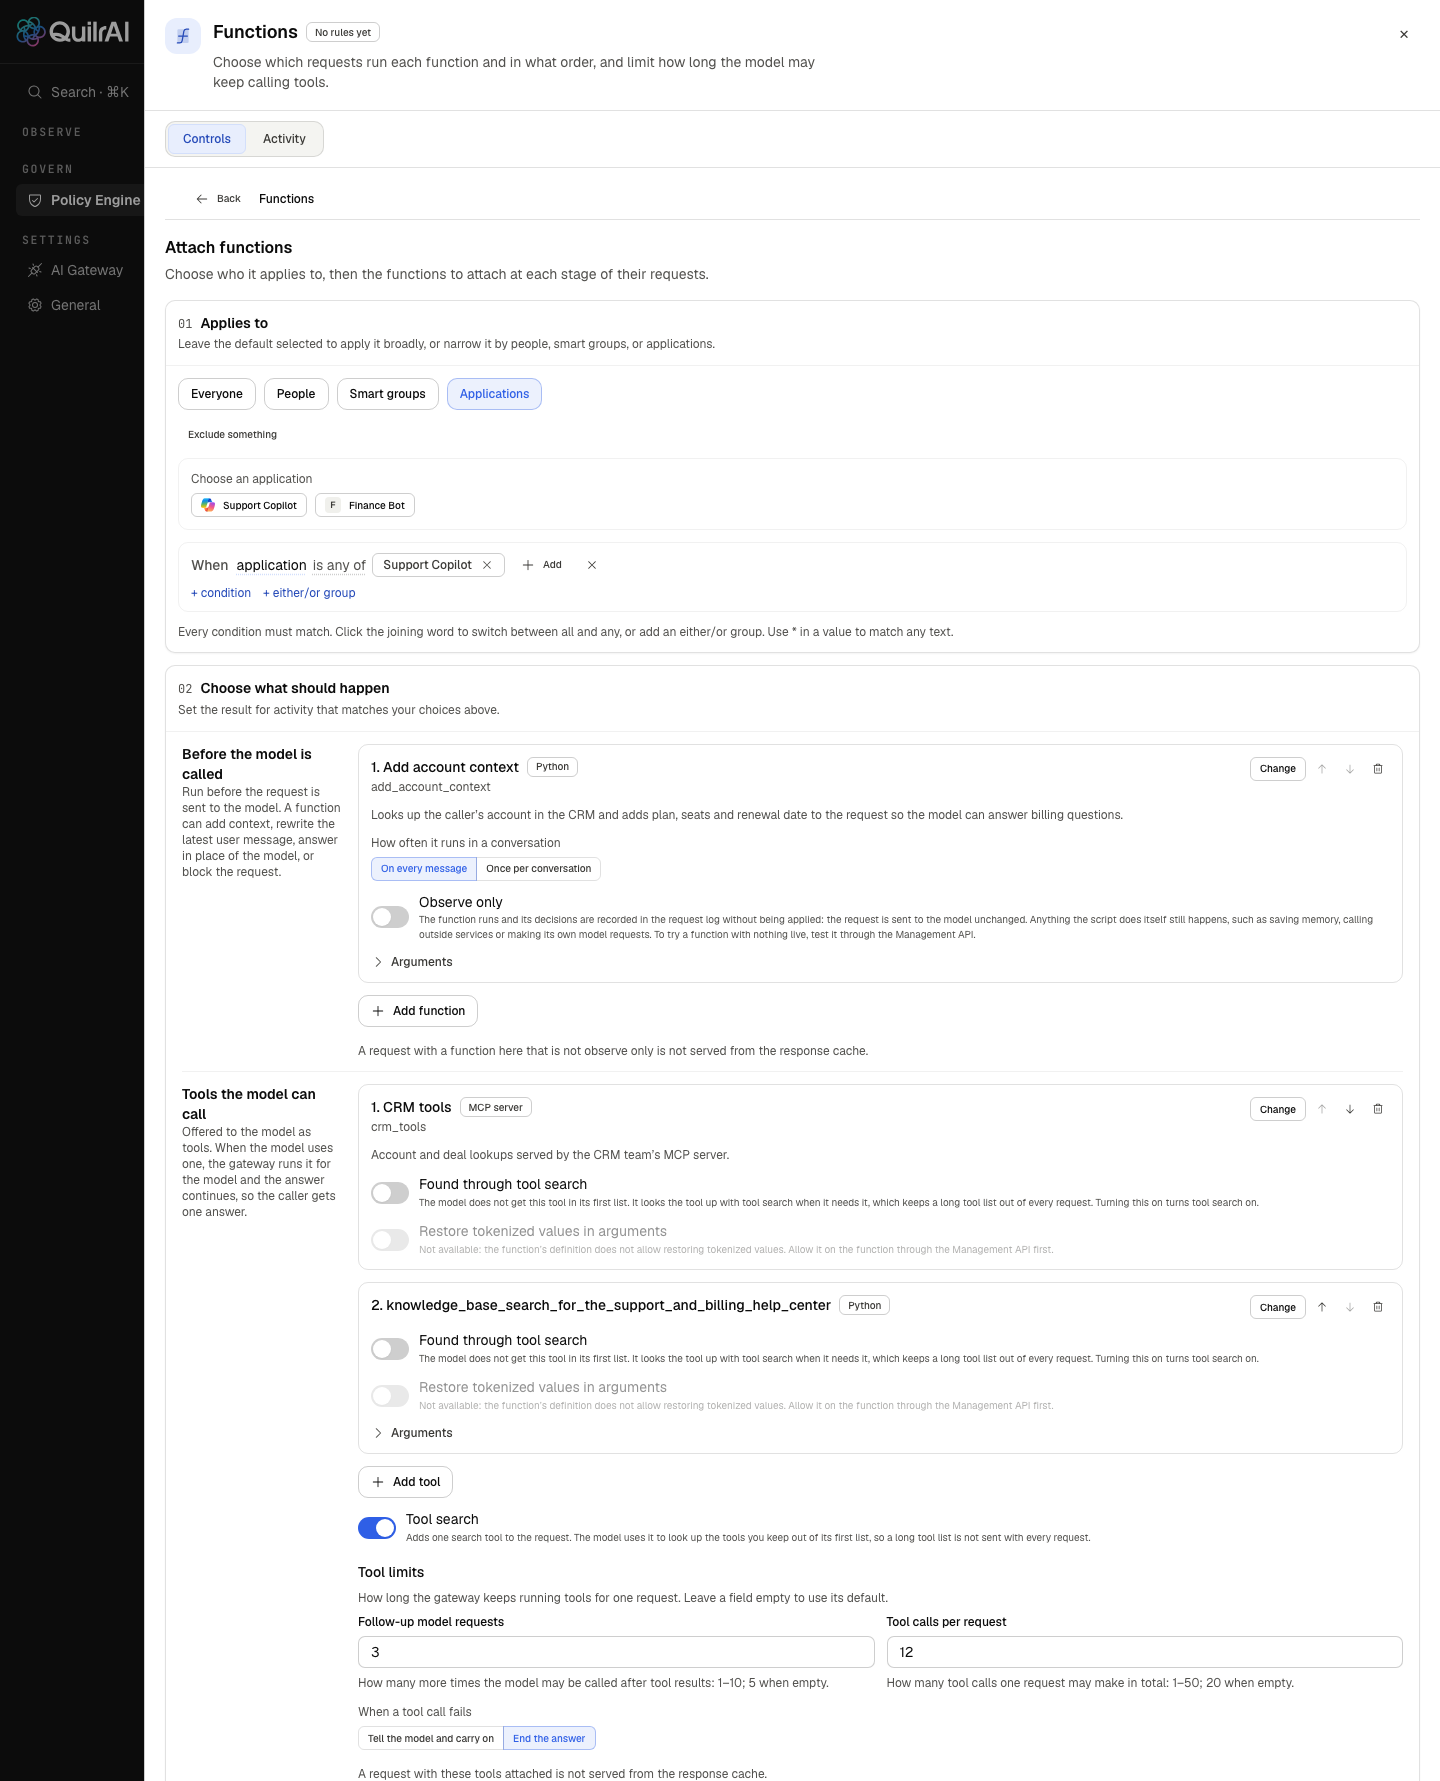 QuilrAI
Search · ⌘K
OBSERVE
GOVERN
Policy Engine
SETTINGS
AI Gateway
General
Functions
No rules yet
Choose which requests run each function and in what order, and limit how long the model may
keep calling tools.
Controls
Activity
Back
Functions
Attach functions
Choose who it applies to, then the functions to attach at each stage of their requests.
01 Applies to
Leave the default selected to apply it broadly, or narrow it by people, smart groups, or applications.
Everyone
People
Smart groups
Applications
Exclude something
Choose an application
Support Copilot
F Finance Bot
When application is any of Support Copilot
Add
+ condition + either/or group
Every condition must match. Click the joining word to switch between all and any, or add an either/or group. Use * in a value to match any text.
02 Choose what should happen
Set the result for activity that matches your choices above.
Before the model is
called
Run before the request is
sent to the model. A function
can add context, rewrite the
latest user message, answer
in place of the model, or
block the request.
1. Add account context
Python
Change
add_account_context
Looks up the caller's account in the CRM and adds plan, seats and renewal date to the request so the model can answer billing questions.
How often it runs in a conversation
On every message
Once per conversation
Observe only
The function runs and its decisions are recorded in the request log without being applied: the request is sent to the model unchanged. Anything the script does itself still happens, such as saving memory, calling
outside services or making its own model requests. To try a function with nothing live, test it through the Management API.
Arguments
Add function
A request with a function here that is not observe only is not served from the response cache.
Tools the model can
call
Offered to the model as
tools. When the model uses
one, the gateway runs it for
the model and the answer
continues, so the caller gets
one answer.
1. CRM tools
MCP server
Change
crm_tools
Account and deal lookups served by the CRM team's MCP server.
Found through tool search
The model does not get this tool in its first list. It looks the tool up with tool search when it needs it, which keeps a long tool list out of every request. Turning this on turns tool search on.
Restore tokenized values in arguments
Not available: the function's definition does not allow restoring tokenized values. Allow it on the function through the Management API first.
2. knowledge_base_search_for_the_support_and_billing_help_center
Python
Change
Found through tool search
The model does not get this tool in its first list. It looks the tool up with tool search when it needs it, which keeps a long tool list out of every request. Turning this on turns tool search on.
Restore tokenized values in arguments
Not available: the function's definition does not allow restoring tokenized values. Allow it on the function through the Management API first.
Arguments
Add tool
Tool search
Adds one search tool to the request. The model uses it to look up the tools you keep out of its first list, so a long tool list is not sent with every request.
Tool limits
How long the gateway keeps running tools for one request. Leave a field empty to use its default.
Follow-up model requests
3
How many more times the model may be called after tool results: 1–10; 5 when empty.
Tool calls per request
12
How many tool calls one request may make in total: 1–50; 20 when empty.
When a tool call fails
Tell the model and carry on
End the answer
A request with these tools attached is not served from the response cache.